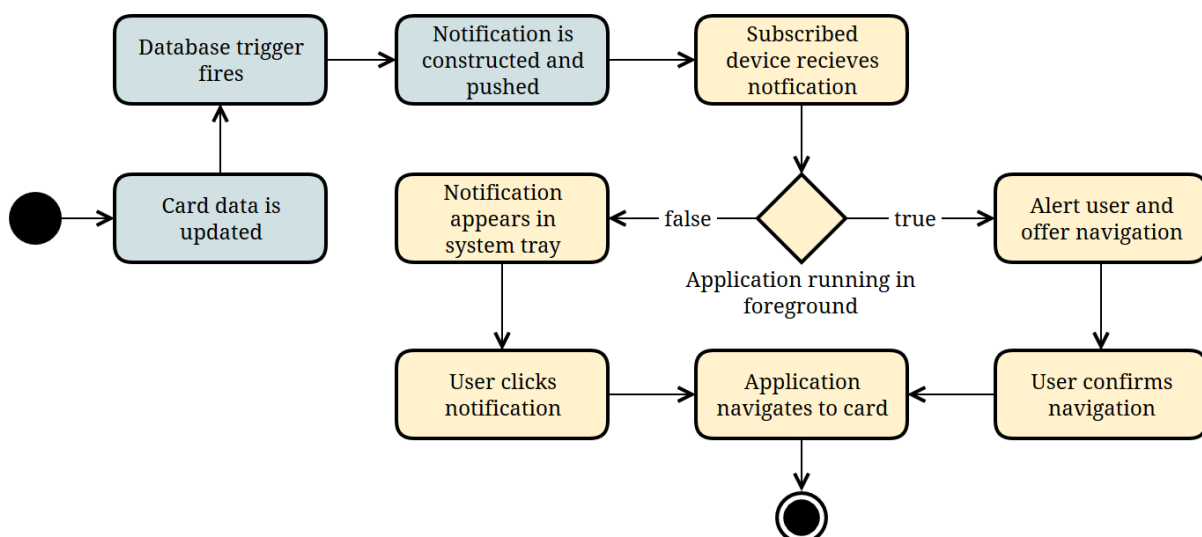 Database trigger
fires
Notification is
constructed and
pushed
Subscribed
device recieves
notfication
Card data is
updated
Notification
appears in
system tray
false
true
Alert user and
offer navigation
Application running in
foreground
User clicks
notification
Application
navigates to card
User confirms
navigation